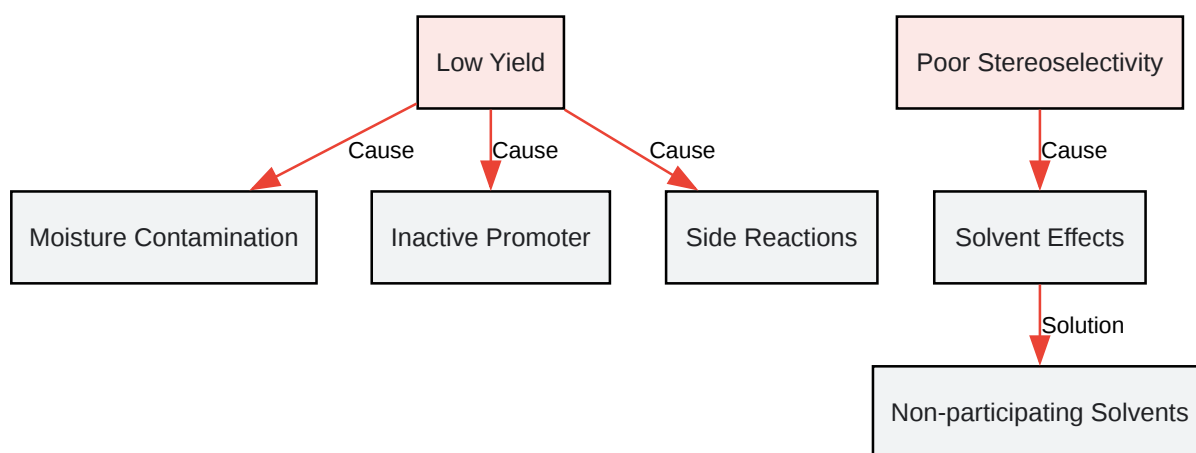 Low Yield
Poor Stereoselectivity
Cause
Cause
Cause
Cause
Moisture Contamination
Inactive Promoter
Side Reactions
Solvent Effects
Solution
Non-participating Solvents